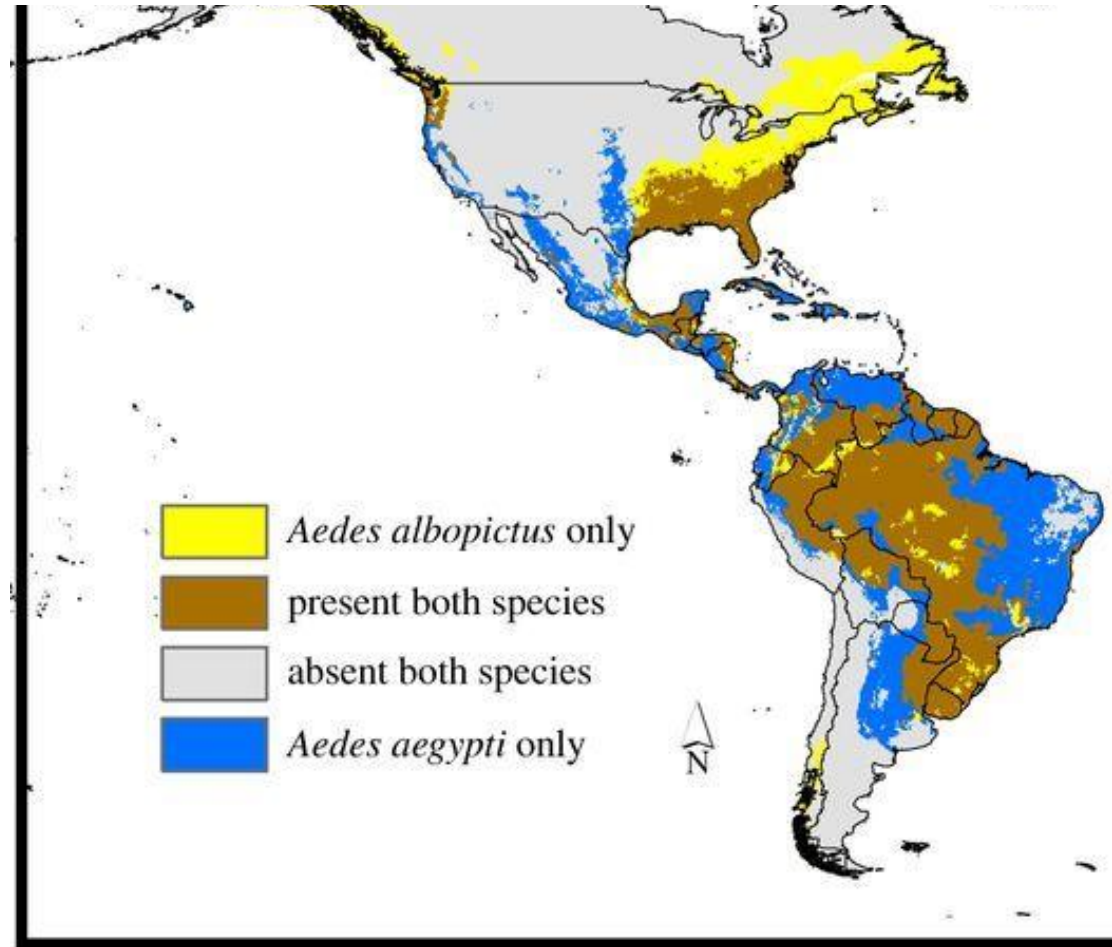 Aedes albopictus only
present both species
absent both species
Aedes aegypti only
N